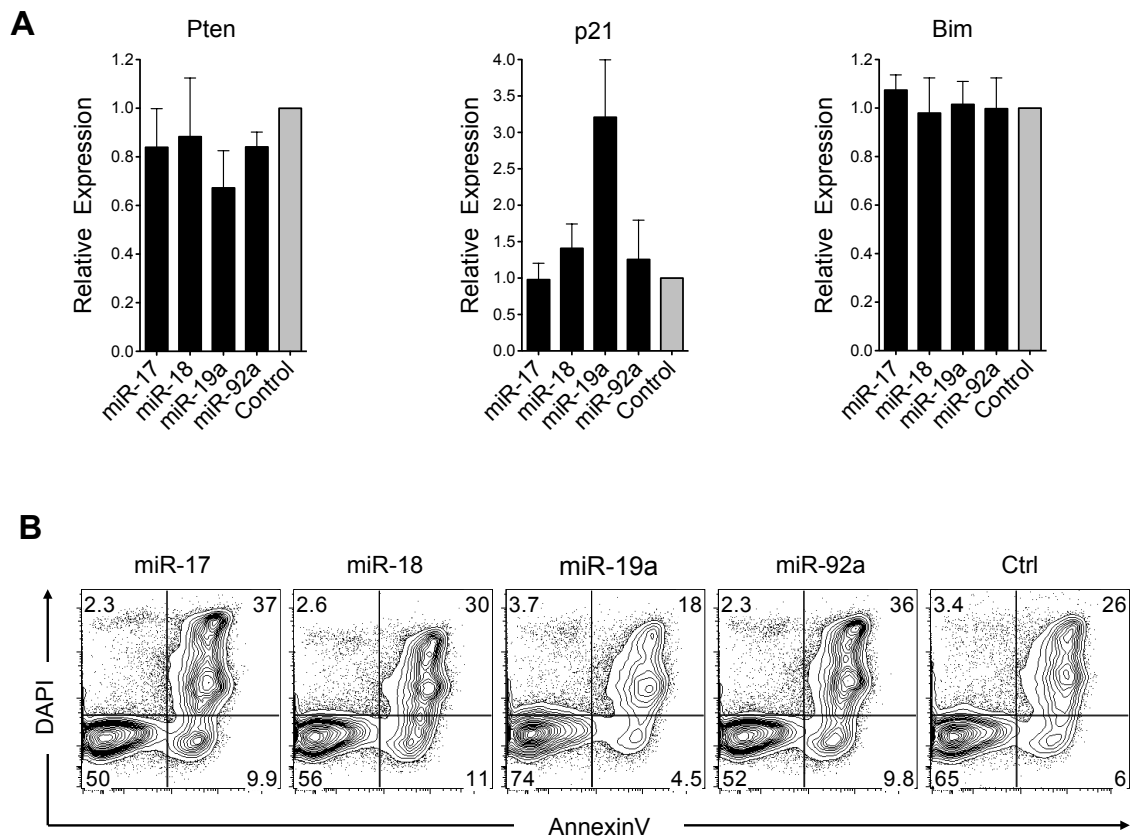 A
Pten
p21
Bim
Relative Expression
1.2
1.0
0.8
0.6
0.4
0.2
0.0
miR-17
miR-18
miR-19a
miR-92a
Control
Relative Expression
4.0
3.5
3.0
2.5
2.0
1.5
1.0
0.5
0.0
miR-17
miR-18
miR-19a
miR-92a
Control
Relative Expression
1.2
1.0
0.8
0.6
0.4
0.2
0.0
miR-17
miR-18
miR-19a
miR-92a
Control
B
miR-17
miR-18
miR-19a
miR-92a
Ctrl
DAPI
2.3 37
50 9.9
2.6 30
56 11
3.7 18
74 4.5
2.3 36
52 9.8
3.4 26
65 6
AnnexinV